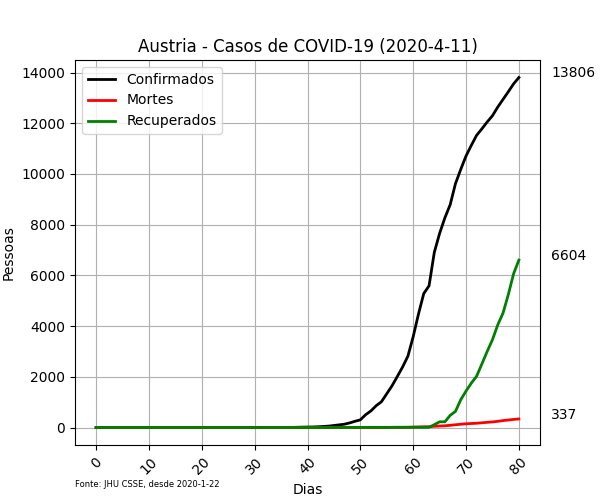 Austria - Casos de COVID-19 (2020-4-11)
Confirmados
Mortes
Recuperados
14000
12000
10000
8000
6000
4000
2000
0
Pessoas
13806
6604
337
0
10
20
30
40
50
60
70
80
Dias
Fonte: JHU CSSE, desde 2020-1-22